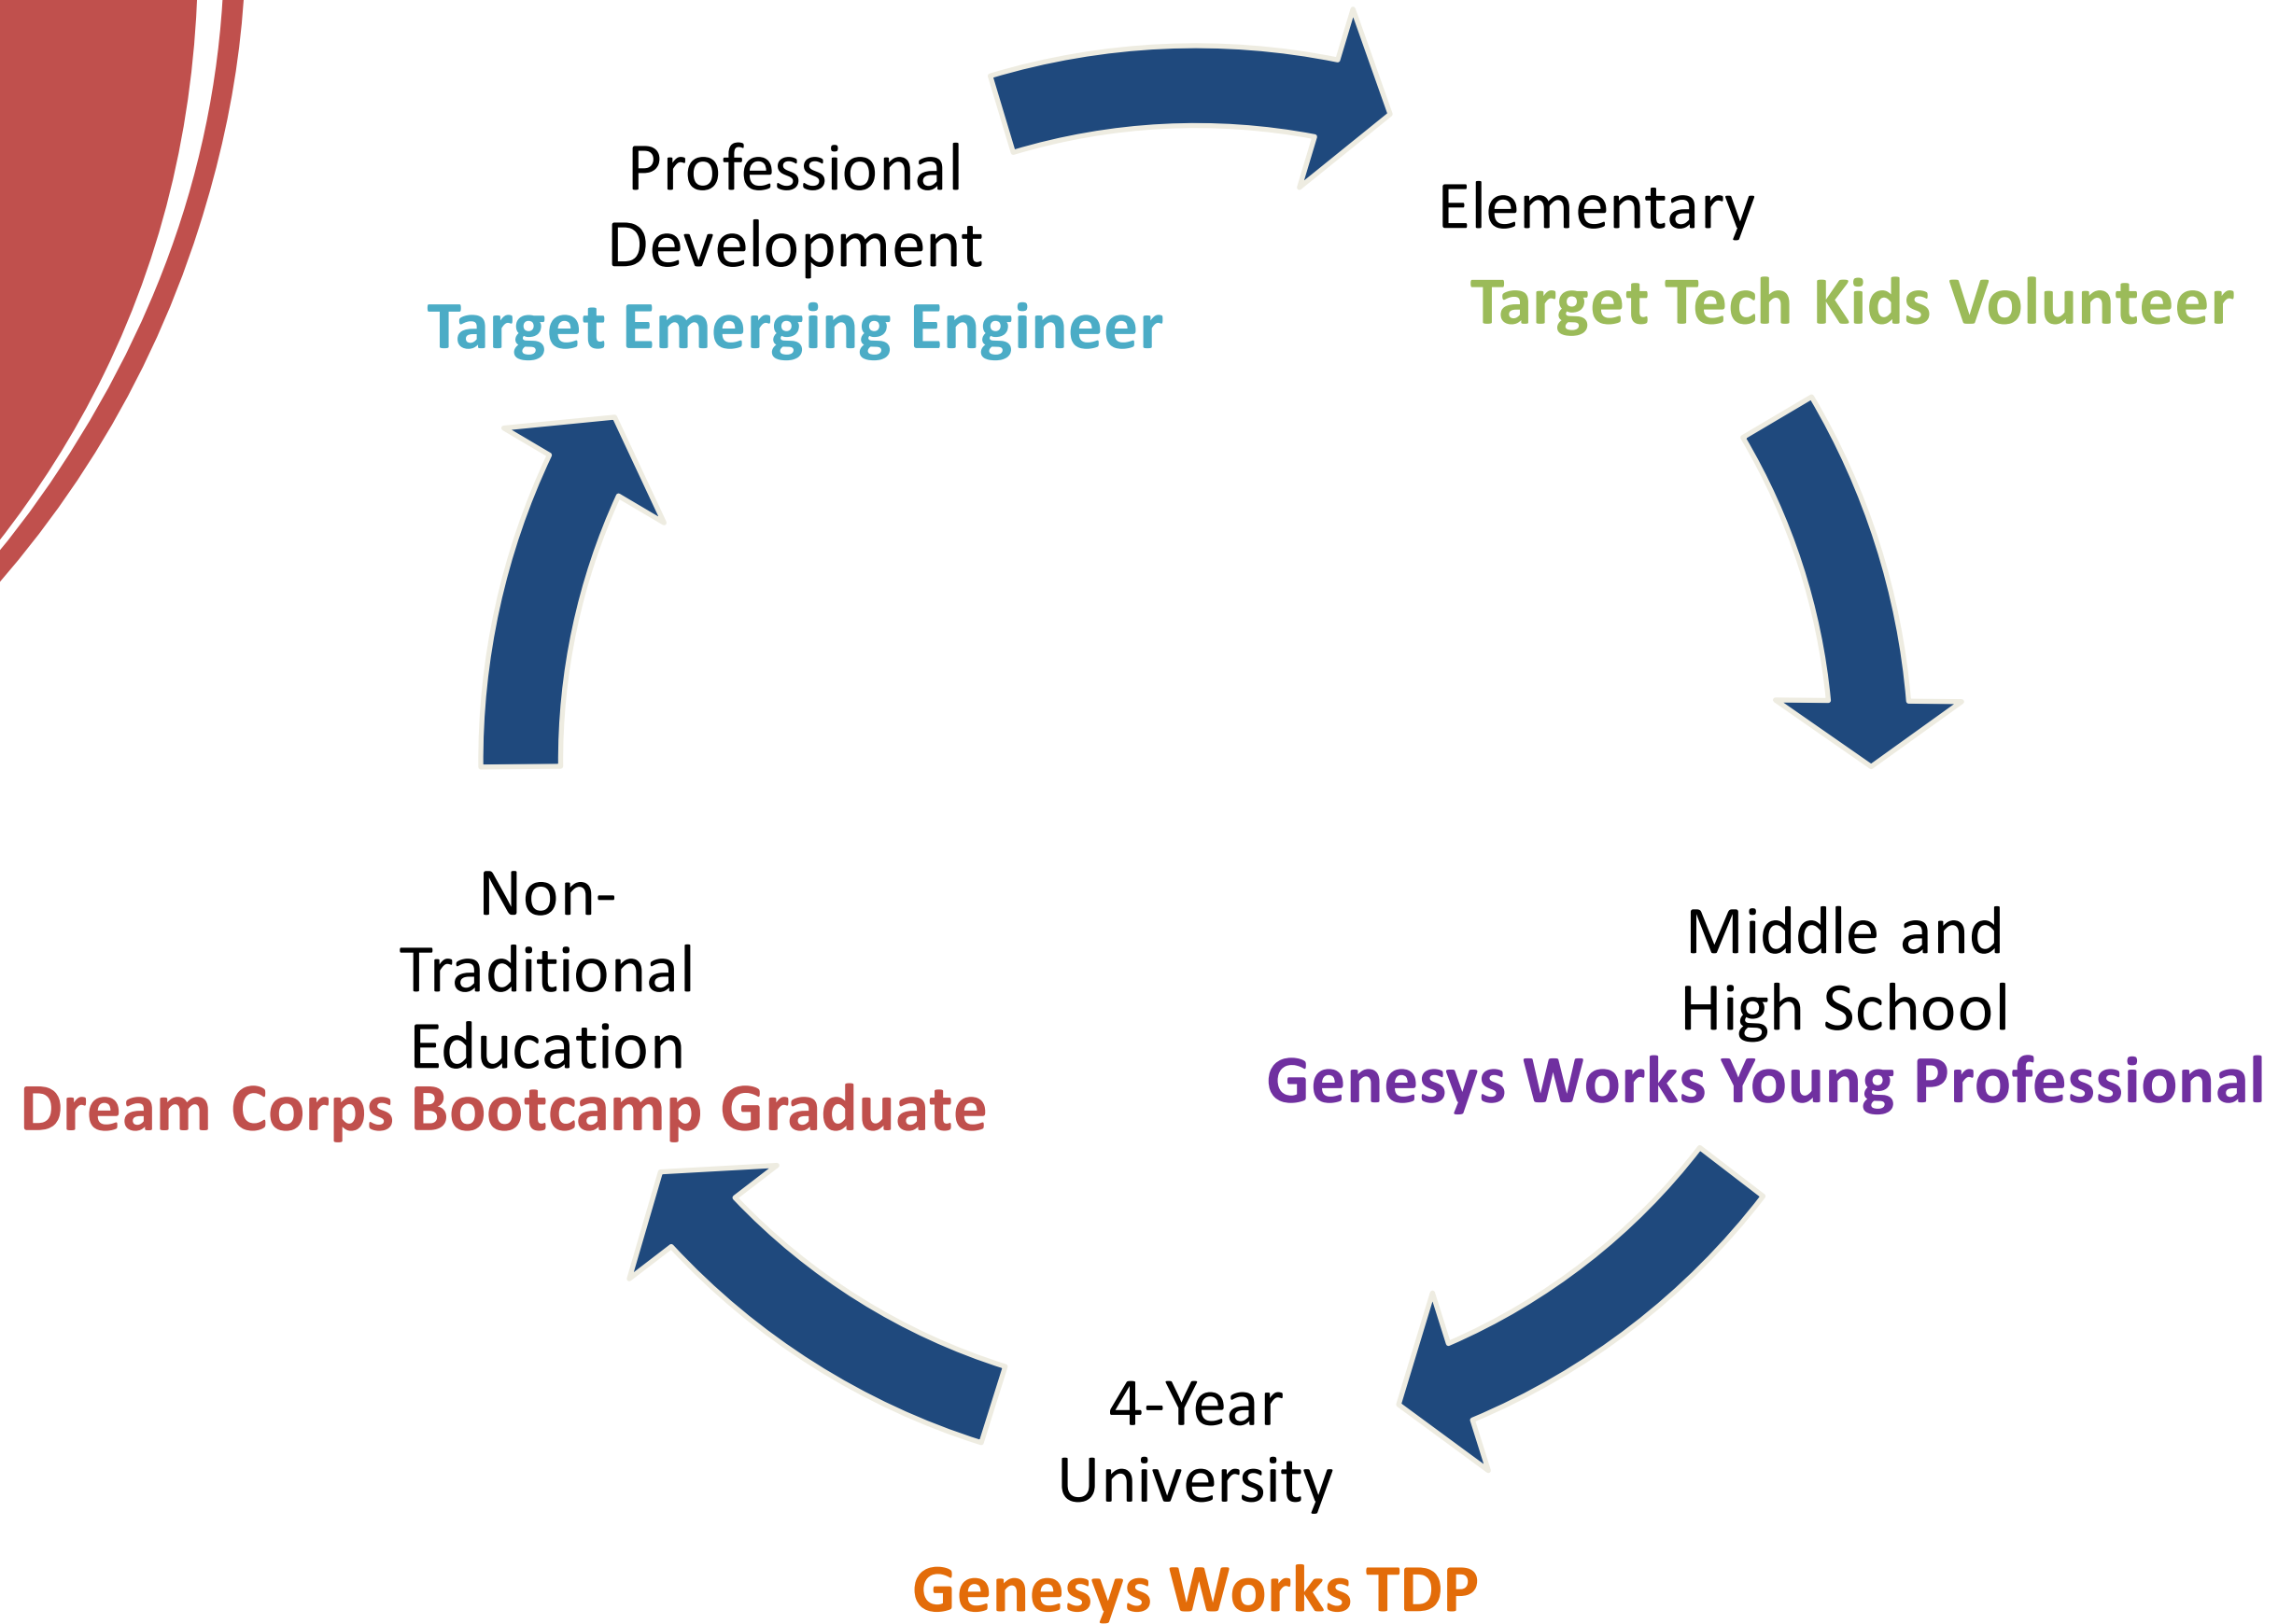 Professional
Development
Target Emerging Engineer
Elementary
Target Tech Kids Volunteer
Non-
Traditional
Education
Dream Corps Bootcamp Graduate
Middle and
High School
Genesys Works Young Professional
4-Year
University
Genesys Works TDP